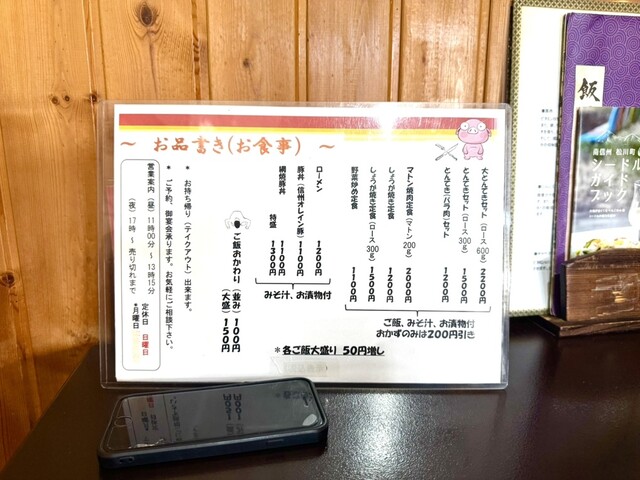 ～ お品書き(お食事) ～
大とんてきセット(ロース600g) 2200円
とんてきセット(ロース300g) 1500円
とんてき(バラ肉)セット 1200円
マトン焼肉定食(マトン200g) 2000円
しょうが焼き定食 1200円
しょうが焼き定食(ロース300g) 1500円
野菜炒め定食 1100円
ご飯、みそ汁、お漬物付
おかずのみは200円引き
ローメン 1200円
豚丼(信州オレイン豚) 1100円
網焼豚丼 1100円
特盛 1300円
みそ汁、お漬物付
*各ご飯大盛り 50円増し
ご飯おかわり(並み)100円
(大盛)150円
* お持ち帰り(テイクアウト)出来ます。
* ご予約、御宴会承ります。お気軽にご相談下さい。
営業案内(昼)11時00分～13時15分
(夜)17時～売り切れまで
定休日 日曜日
*月曜日
飯
南信州 松川町